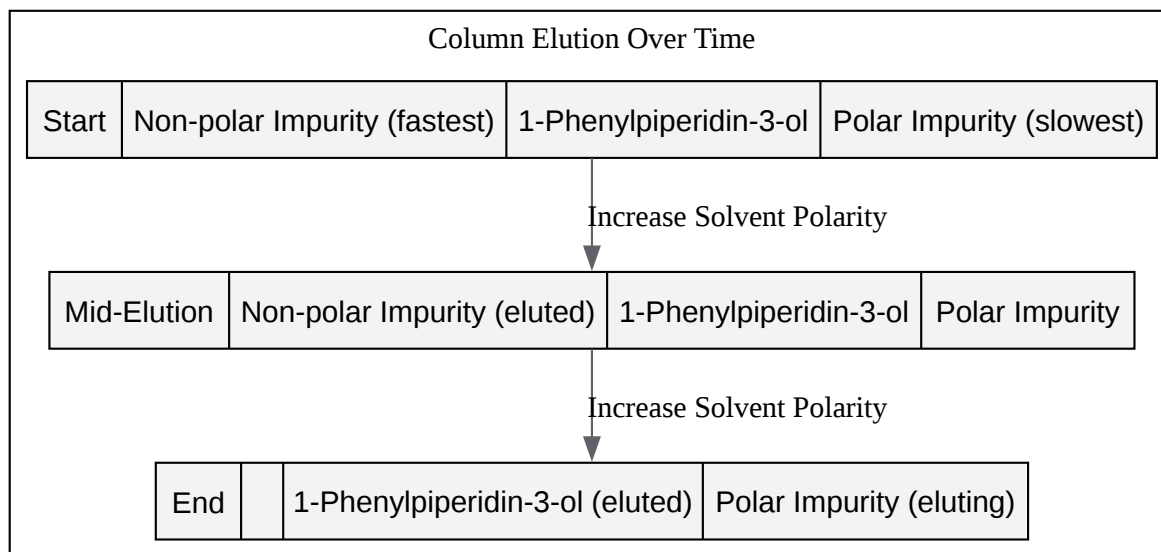 Column Elution Over Time
Start Non-polar Impurity (fastest) 1-Phenylpiperidin-3-ol Polar Impurity (slowest)
Increase Solvent Polarity
Mid-Elution Non-polar Impurity (eluted) 1-Phenylpiperidin-3-ol Polar Impurity
Increase Solvent Polarity
End 1-Phenylpiperidin-3-ol (eluted) Polar Impurity (eluting)